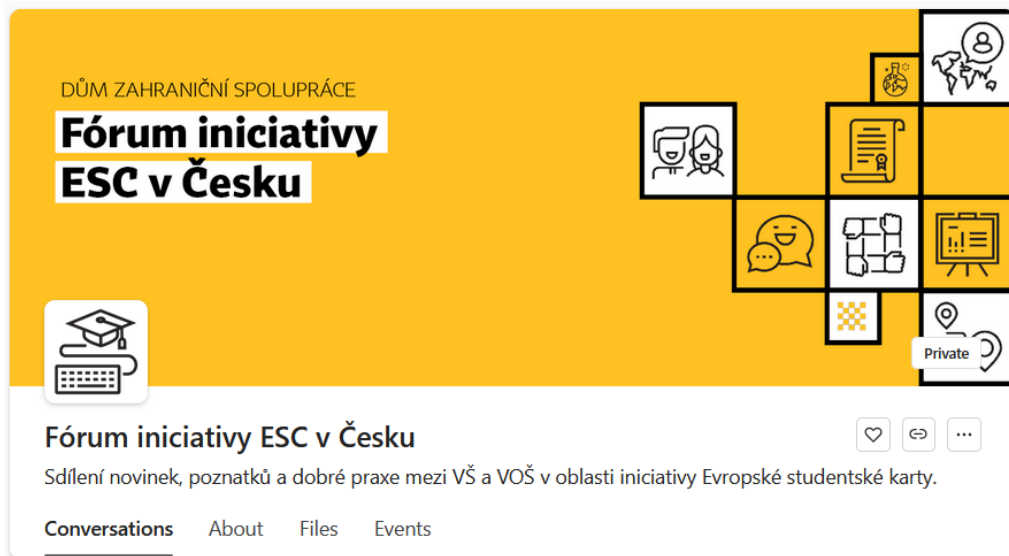 DŮM ZAHRANIČNÍ SPOLUPRÁCE
Fórum iniciativy
ESC v Česku
Private
Fórum iniciativy ESC v Česku
Sdílení novinek, poznatků a dobré praxe mezi VŠ a VOŠ v oblasti iniciativy Evropské studentské karty.
Conversations About Files Events